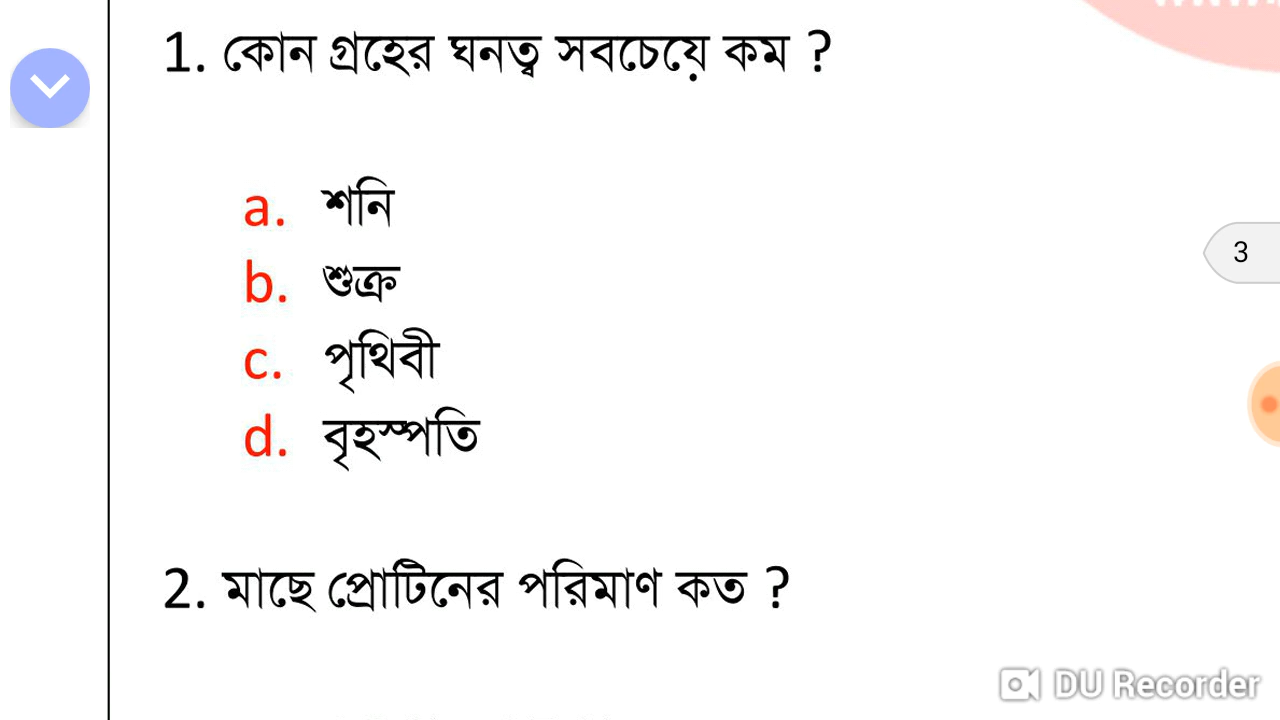 1. কোন গ্রহের ঘনত্ব সবচেয়ে কম ?
a. শনি
b. শুক্র
3
c. পৃথিবী
d. বৃহস্পতি
2. মাছে প্রোটিনের পরিমাণ কত ?
DU Recorder